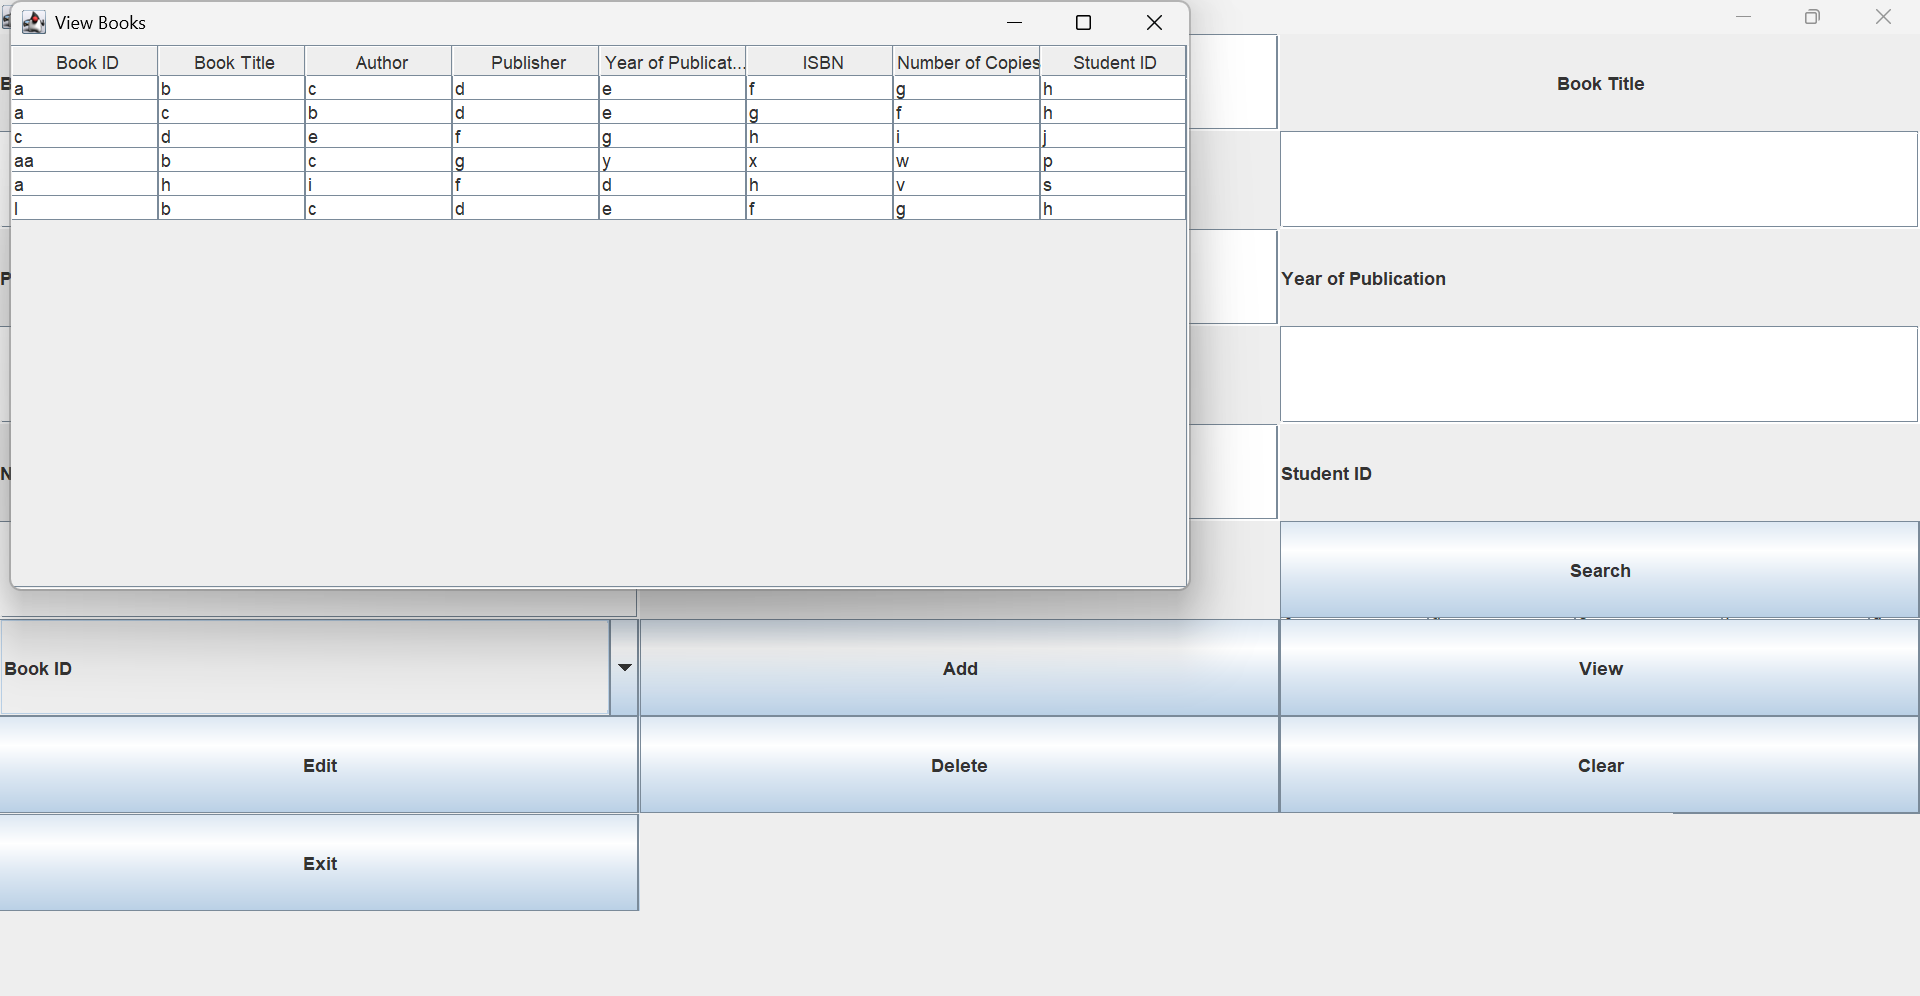 View Books
Book ID Book Title Author Publisher Year of Publicat... ISBN Number of Copies Student ID
a b c d e f g h
a c b d e g f h
c d e f g h i j
aa b c g y x w p
a h i f d h v s
l b c d e f g h
Book Title
Year of Publication
Student ID
Search
Book ID Add View
Edit Delete Clear
Exit